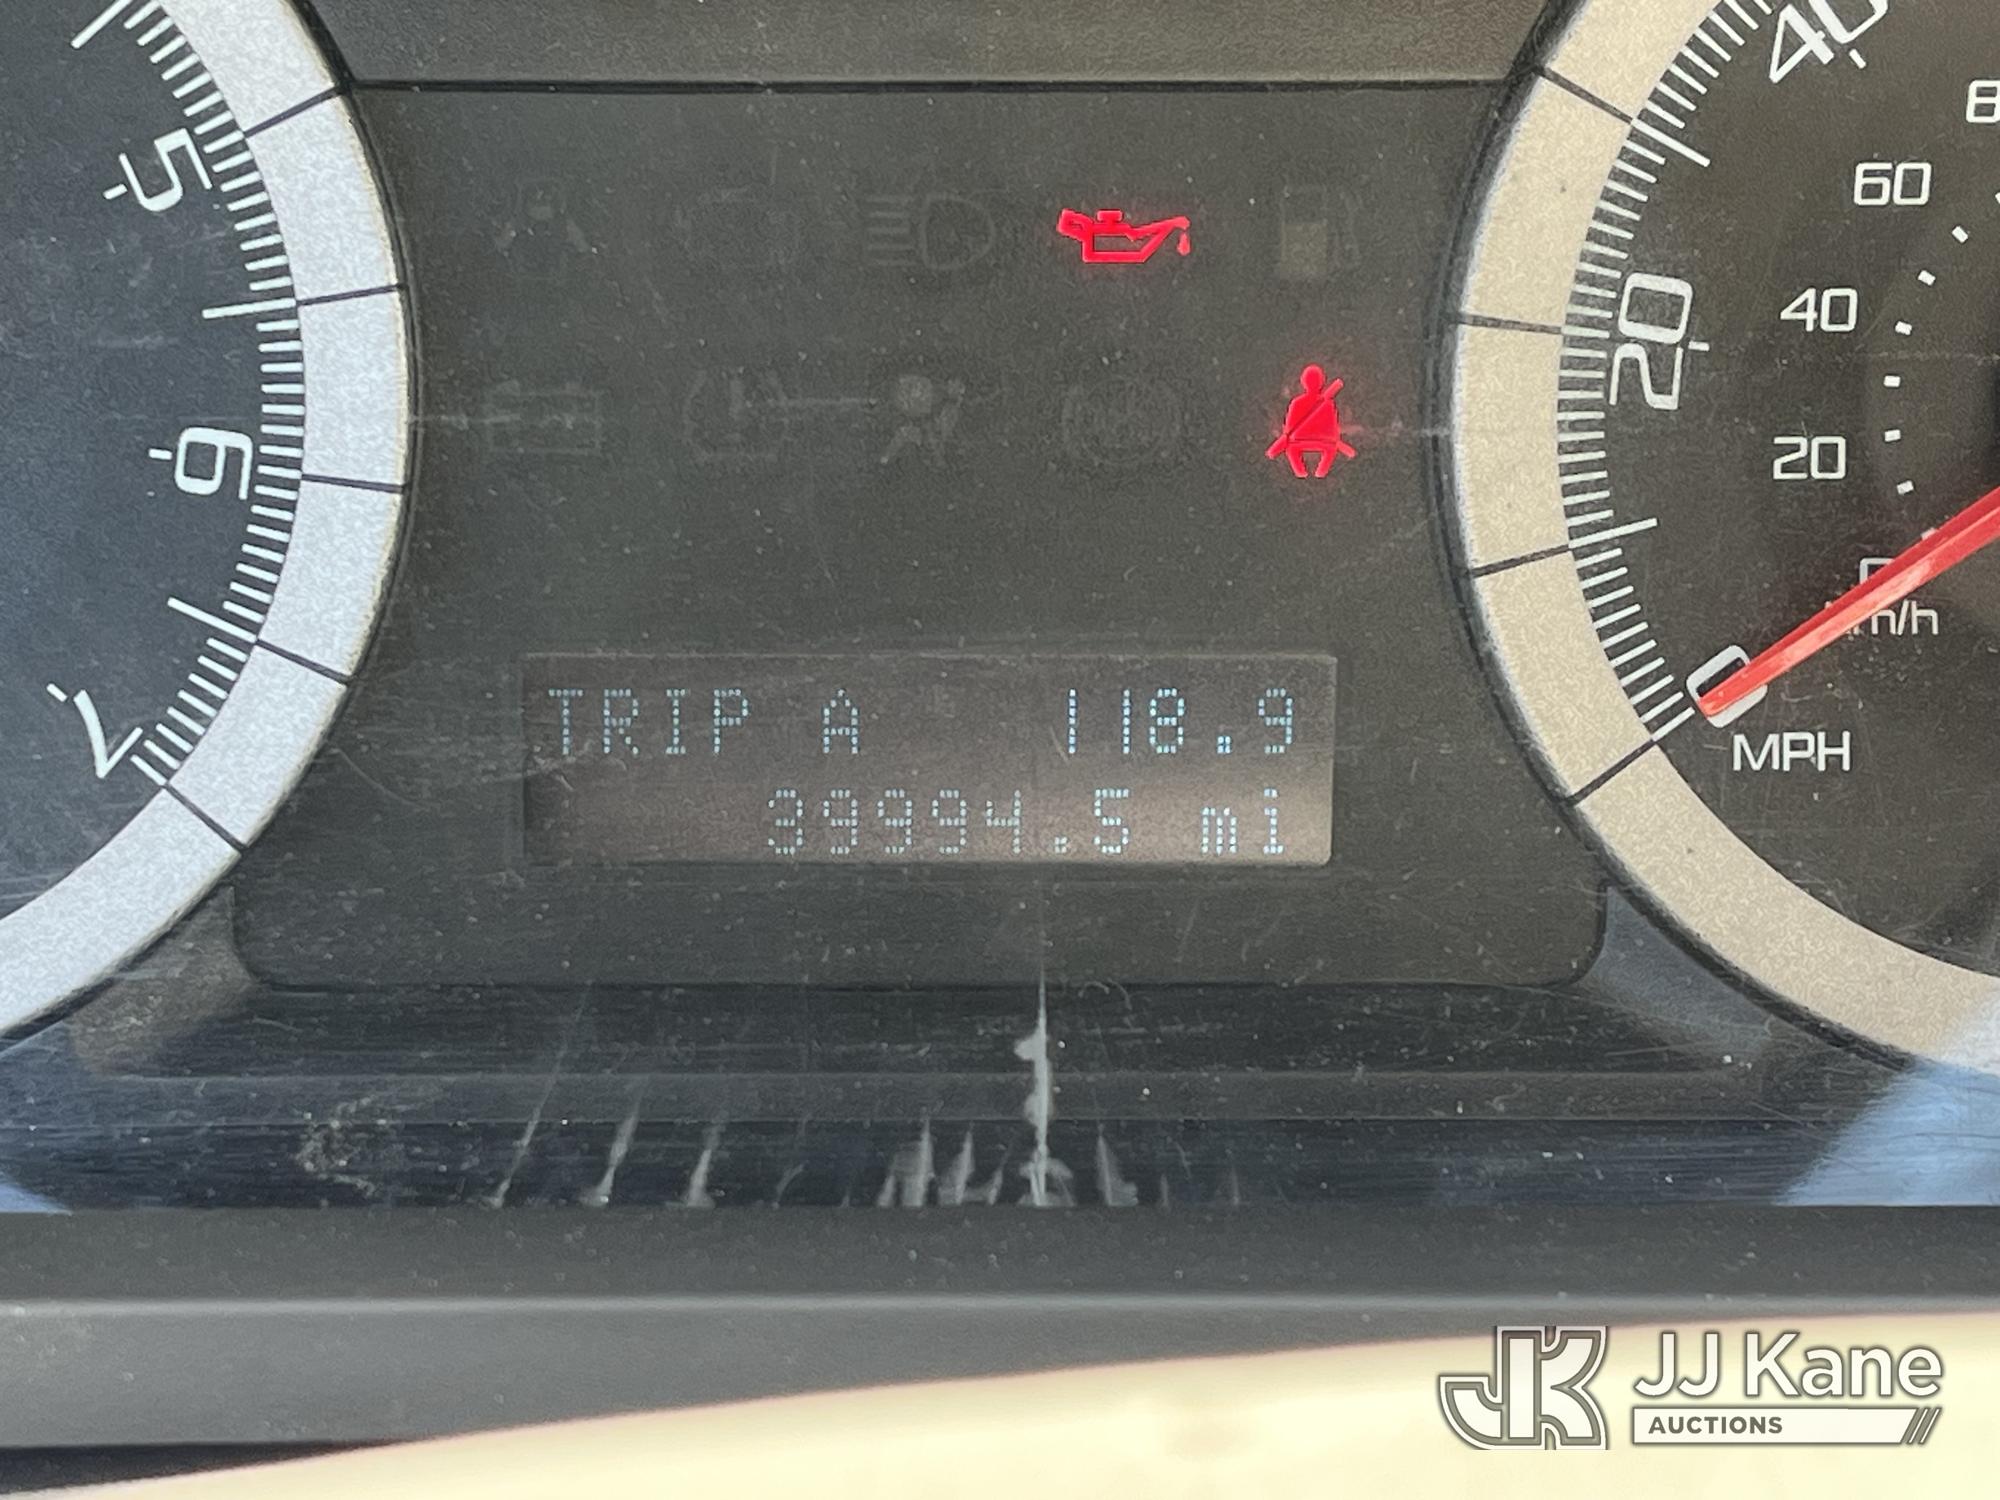 5
6
7
TRIP A 118.9
39994.5 mi
40
60
40
20
20
0
km/h
MPH
JK
JJ Kane
AUCTIONS